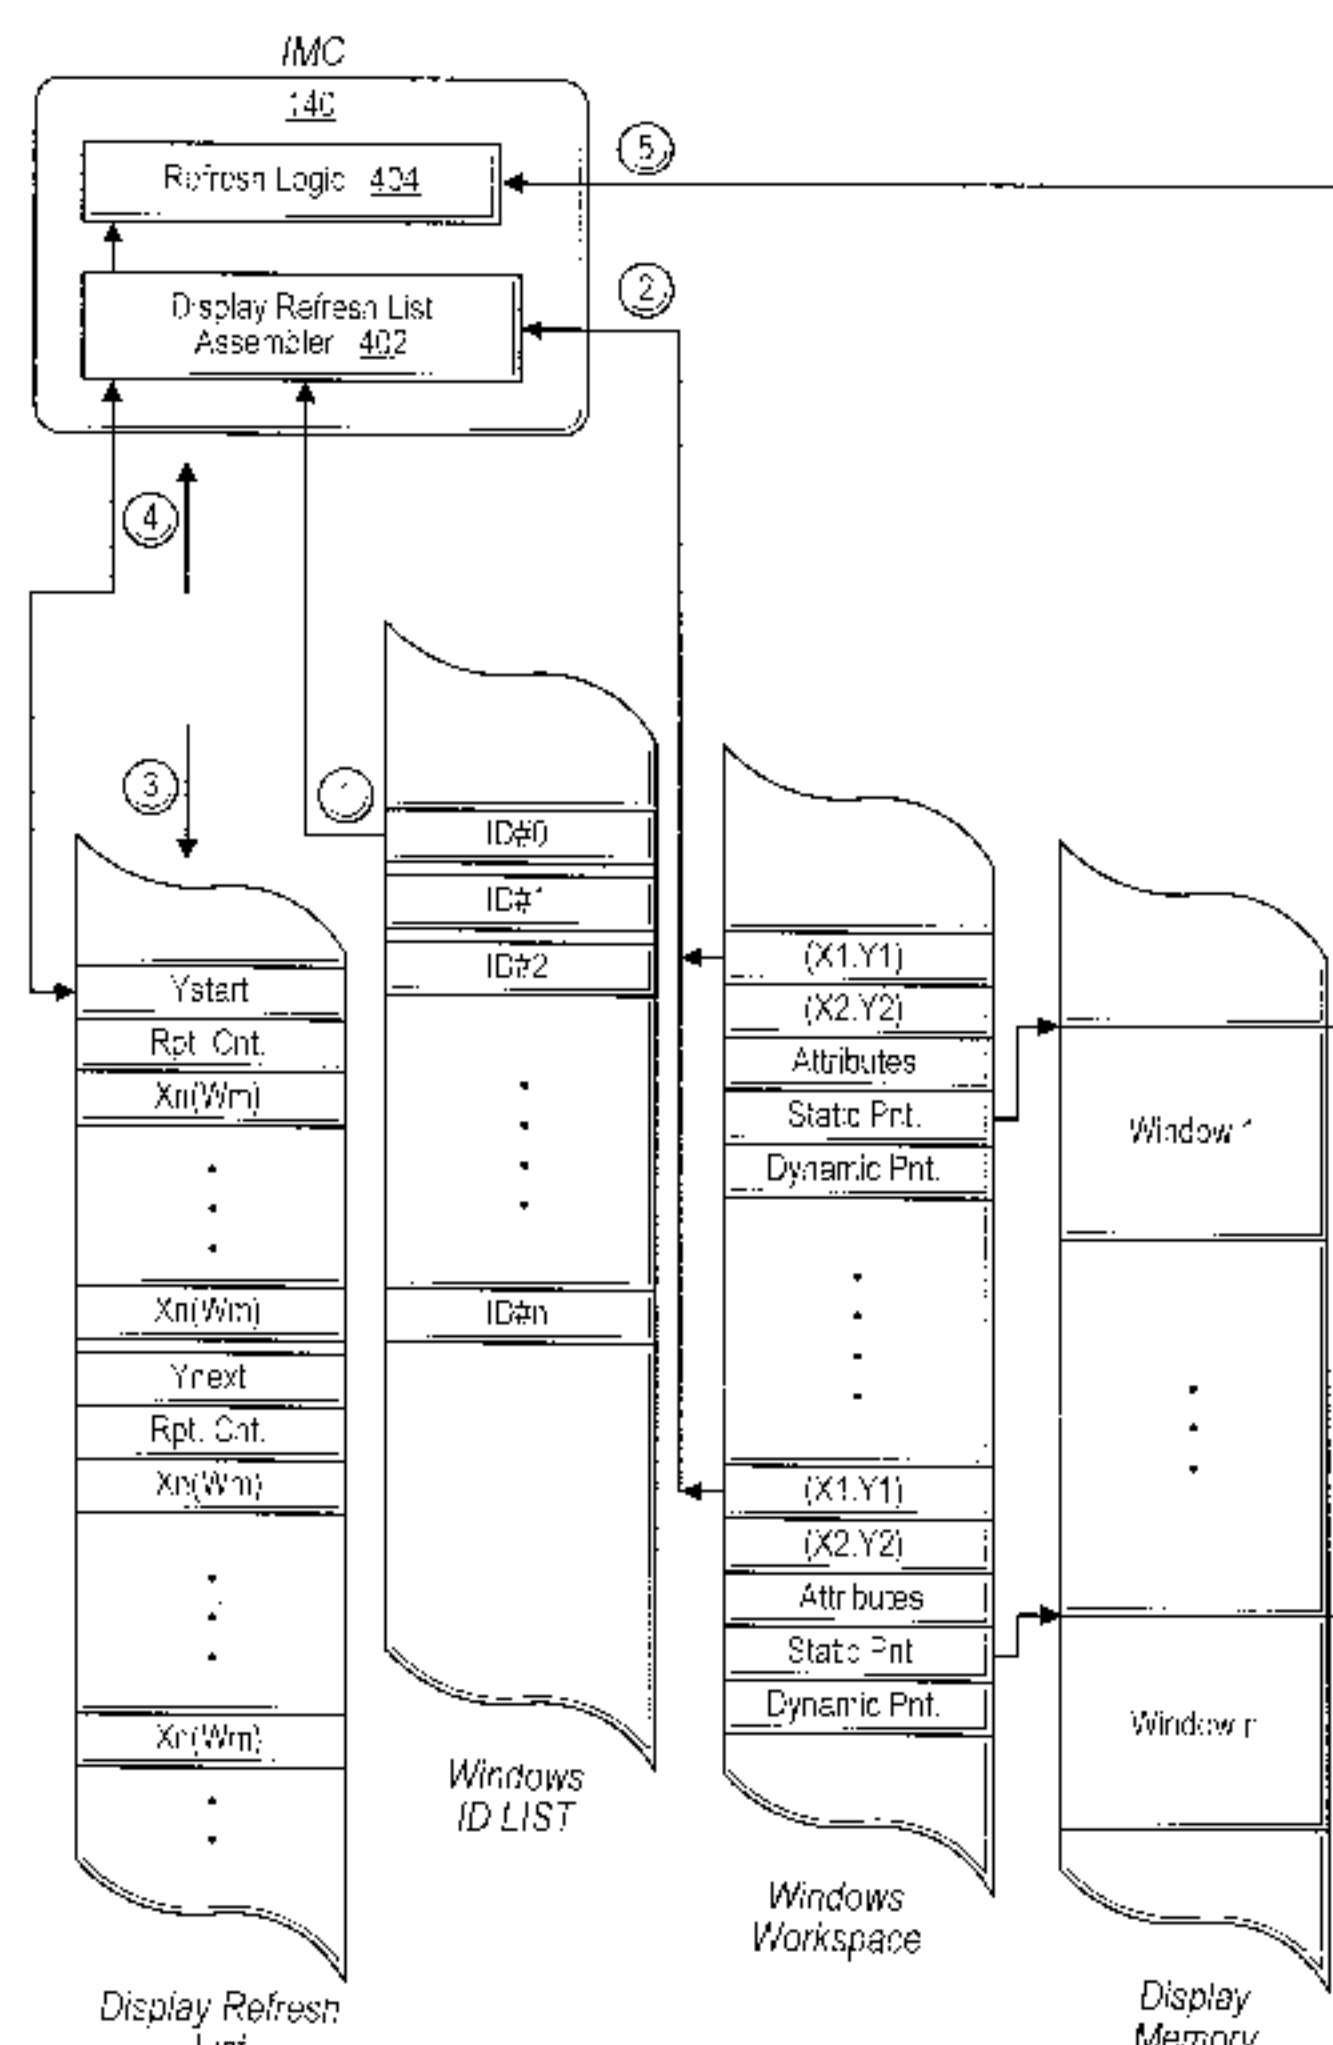 IMC
140
Refresh Logic 404
5
Display Refresh List
Assembler 402
2
4
3
1
ID#0
ID#1
ID#2
ID#n
Windows
ID LIST
Ystart
Rpt. Cnt.
Xn(Wm)
Xn(Wm)
Ynext
Rpt. Cnt.
Xn(Wm)
Xn(Wm)
Display Refresh
List
(X1.Y1)
(X2.Y2)
Attributes
Static Pnt.
Dynamic Pnt.
(X1.Y1)
(X2.Y2)
Attributes
Static Pnt
Dynamic Pnt.
Windows
Workspace
Window 1
Window n
Display
Memory